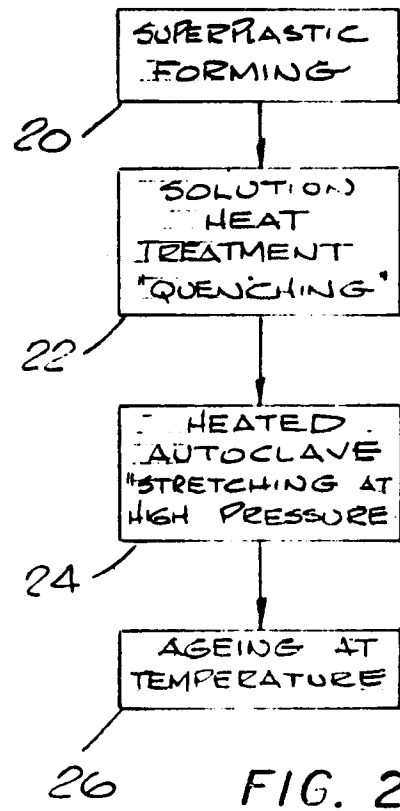 SUPERPLASTIC
FORMING
20
SOLUTION
HEAT
TREATMENT
"QUENCHING"
22
HEATED
AUTOCLAVE
"STRETCHING AT
HIGH PRESSURE
24
AGEING AT
TEMPERATURE
26
FIG. 2